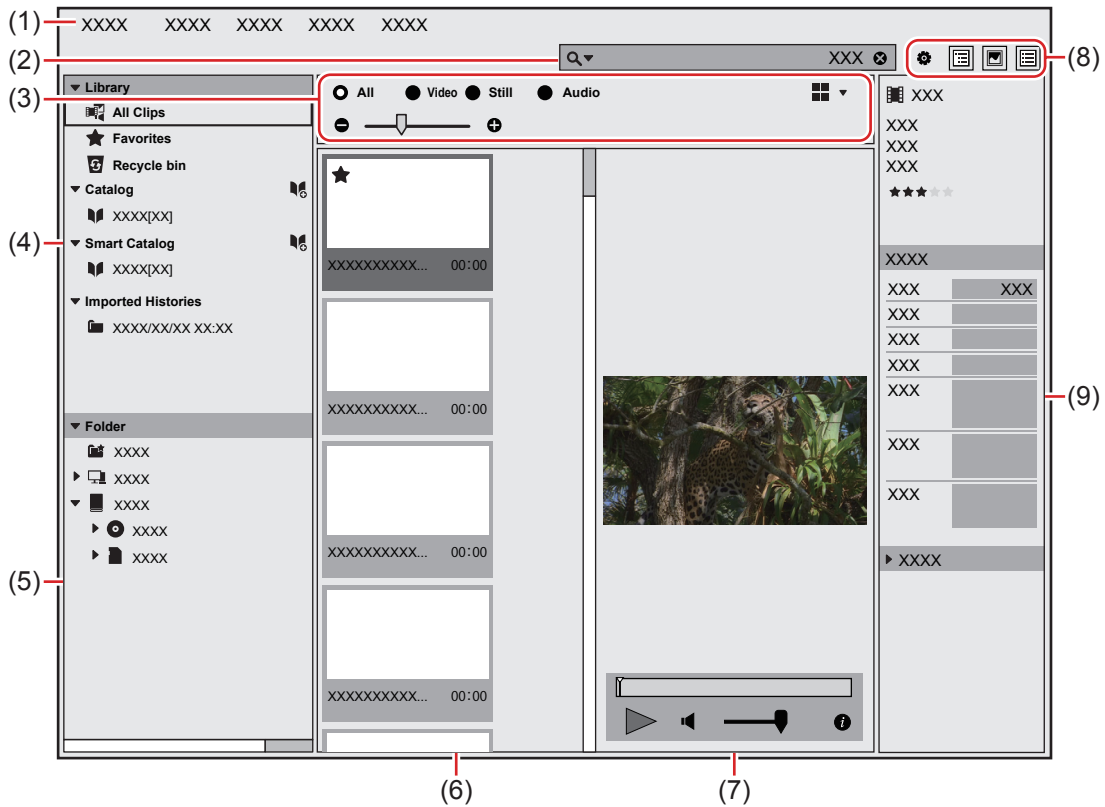 (1) XXXX XXXX XXXX XXXX XXXX
(2) XXX (8)
(3) Library All Video Still Audio XXX
All Clips XXX
Favorites XXX
Recycle bin XXX
Catalog
XXXX[XX]
(4) Smart Catalog
XXXX[XX]
XXXXXXXXXX... 00:00
XXXX
Imported Histories
XXXX/XX/XX XX:XX
XXX XXX
XXX
XXX
XXX
XXX (9)
XXXXXXXXXX... 00:00
Folder
XXXX
XXX
XXXX
XXX
XXXX
XXXX
XXXXXXXXXX... 00:00
XXXX
XXXX
(5)
XXXXXXXXXX... 00:00
i
(6) (7)